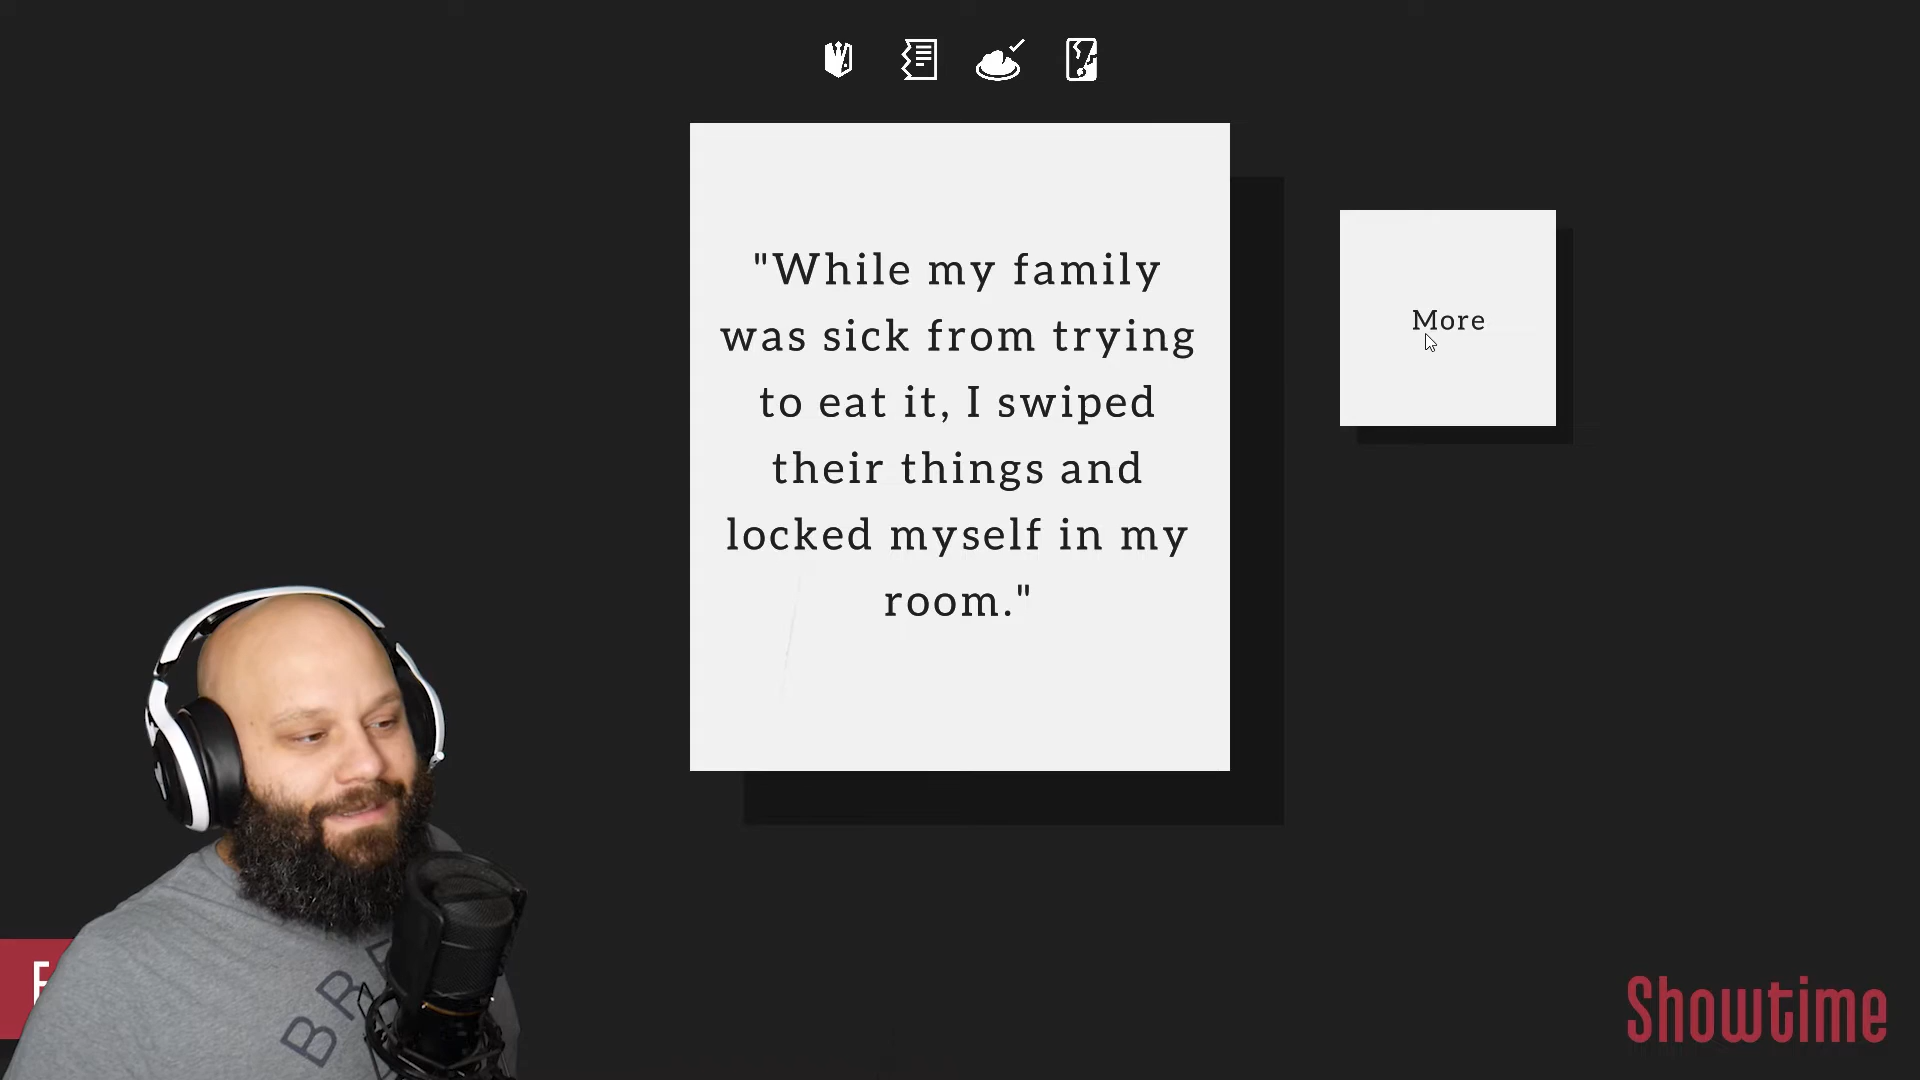 "While my family
was sick from trying
to eat it, I swiped
their things and
locked myself in my
room."
More
Showtime